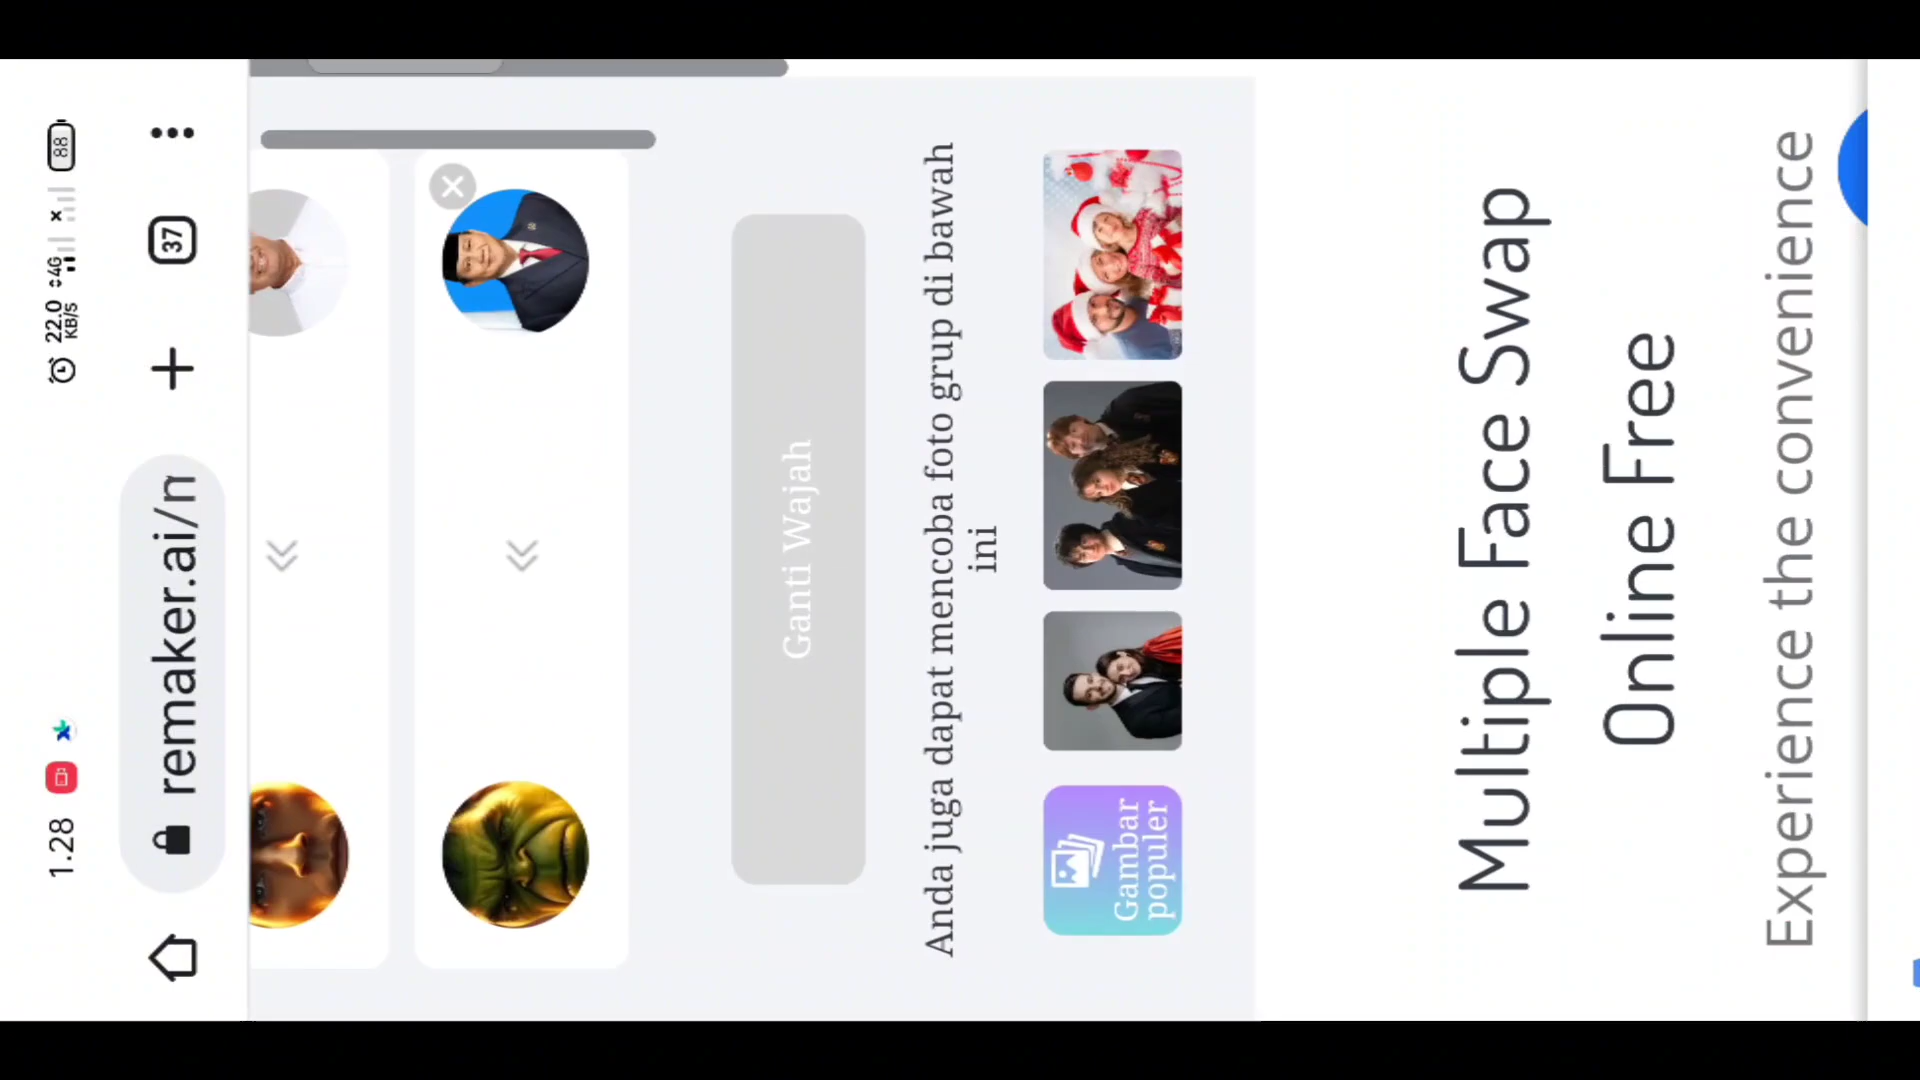 1.28
22.0
KB/s
4G
88
remaker.ai/m
37
Ganti Wajah
Anda juga dapat mencoba foto grup di bawah
ini
Gambar
populer
Multiple Face Swap
Online Free
Experience the convenience